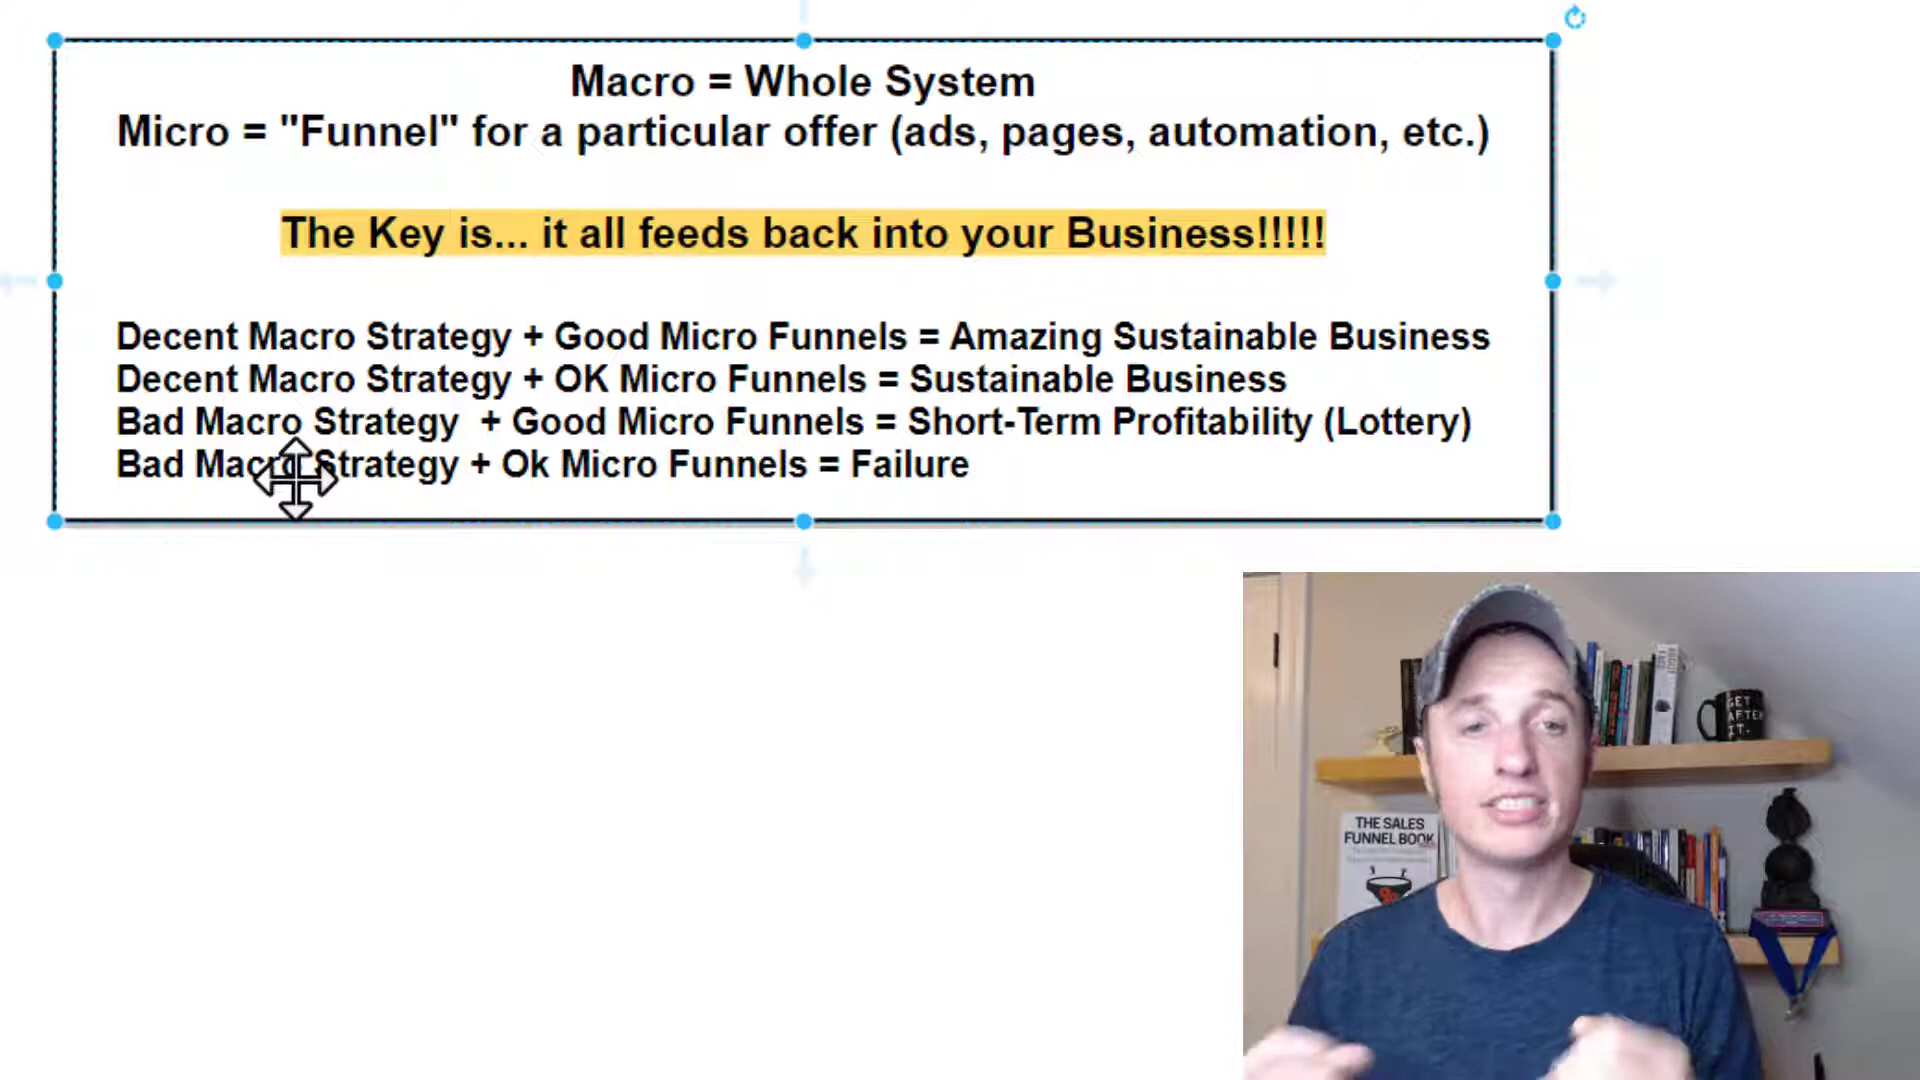 Macro = Whole System
Micro = "Funnel" for a particular offer (ads, pages, automation, etc.)
The Key is... it all feeds back into your Business!!!!!
Decent Macro Strategy + Good Micro Funnels = Amazing Sustainable Business
Decent Macro Strategy + OK Micro Funnels = Sustainable Business
Bad Macro Strategy  + Good Micro Funnels = Short-Term Profitability (Lottery)
Bad Macro Strategy + Ok Micro Funnels = Failure
GET
AFTER
IT.
THE SALES
FUNNEL BOOK